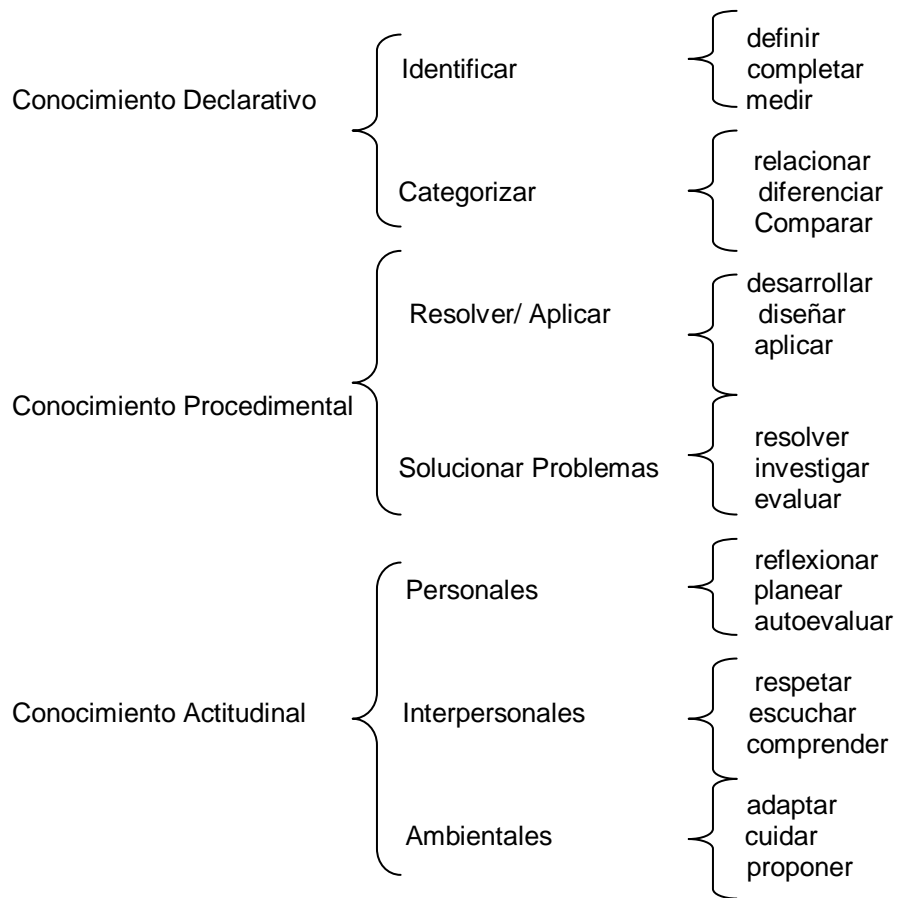 Conocimiento Declarativo
Identificar
definir
completar
medir
Categorizar
relacionar
diferenciar
Comparar
Conocimiento Procedimental
Resolver/ Aplicar
desarrollar
diseñar
aplicar
Solucionar Problemas
resolver
investigar
evaluar
Conocimiento Actitudinal
Personales
reflexionar
planear
autoevaluar
Interpersonales
respetar
escuchar
comprender
Ambientales
adaptar
cuidar
proponer